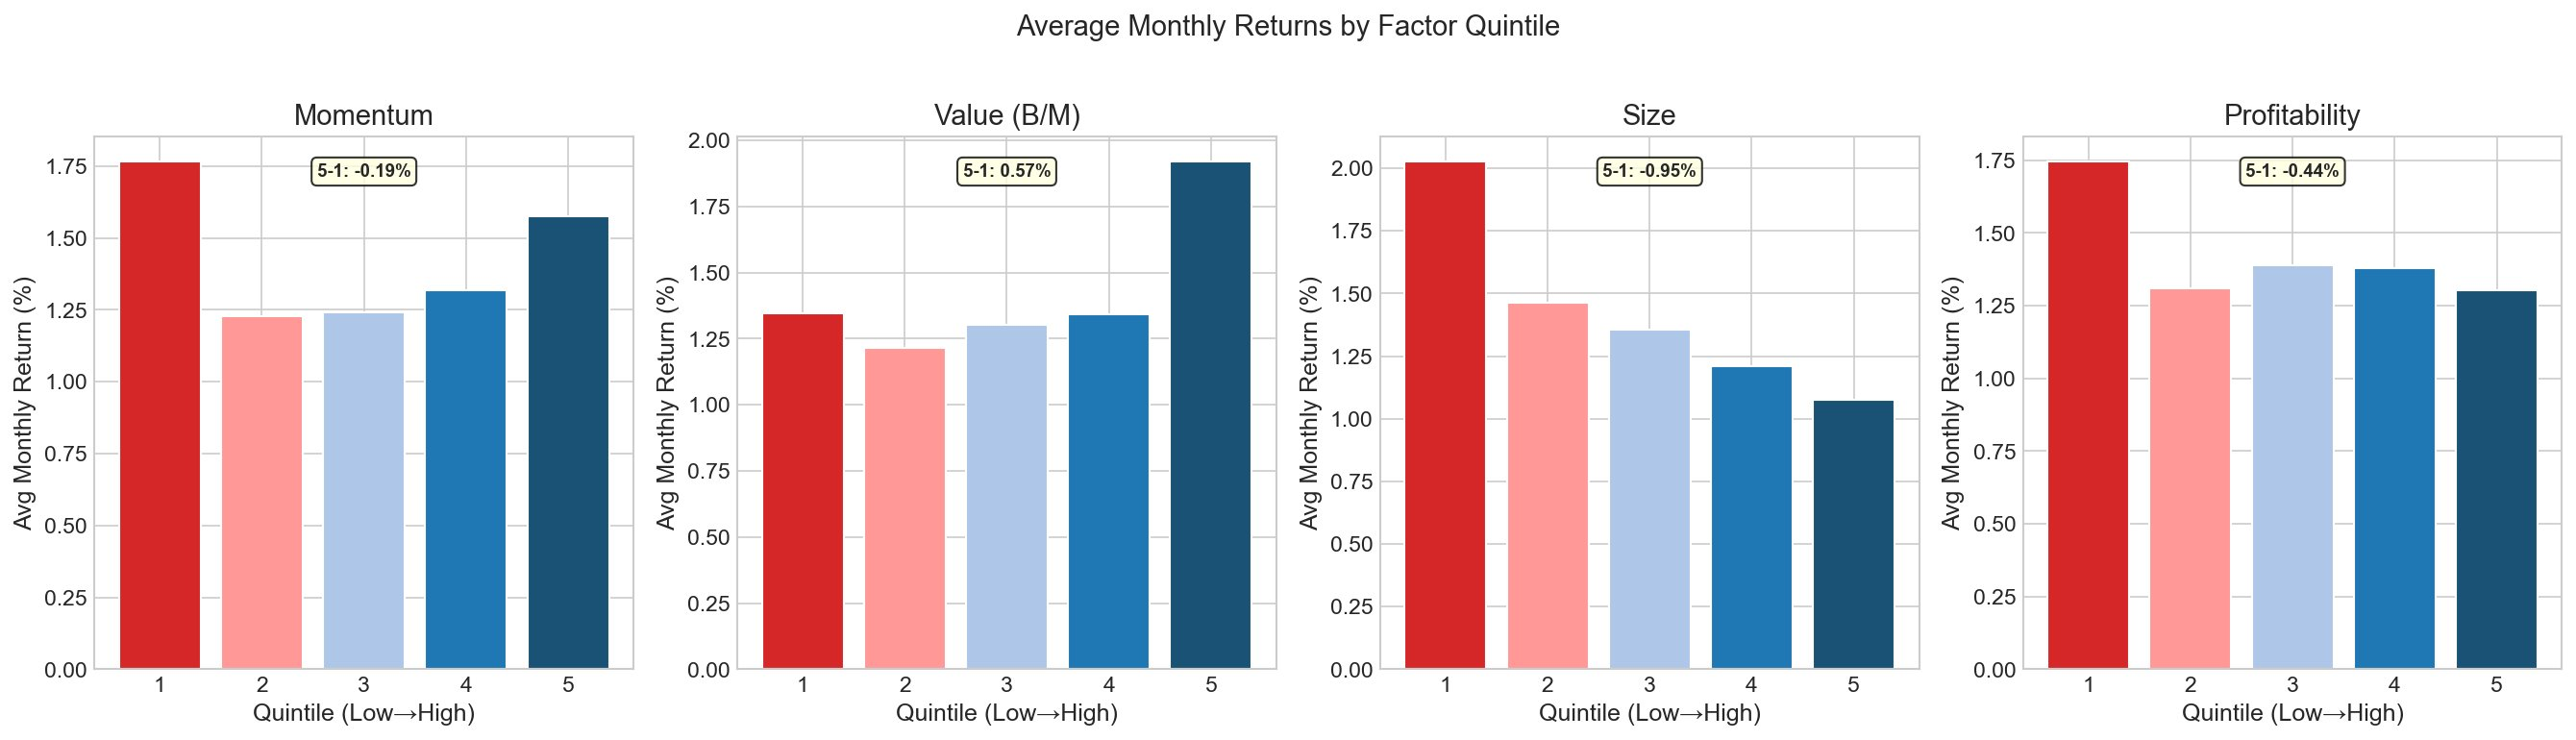 Average Monthly Returns by Factor Quintile
Momentum
5-1: -0.19%
Avg Monthly Return (%)
1.75
1.50
1.25
1.00
0.75
0.50
0.25
0.00
1 2 3 4 5
Quintile (Low→High)
Value (B/M)
5-1: 0.57%
Avg Monthly Return (%)
2.00
1.75
1.50
1.25
1.00
0.75
0.50
0.25
0.00
1 2 3 4 5
Quintile (Low→High)
Size
5-1: -0.95%
Avg Monthly Return (%)
2.00
1.75
1.50
1.25
1.00
0.75
0.50
0.25
0.00
1 2 3 4 5
Quintile (Low→High)
Profitability
5-1: -0.44%
Avg Monthly Return (%)
1.75
1.50
1.25
1.00
0.75
0.50
0.25
0.00
1 2 3 4 5
Quintile (Low→High)